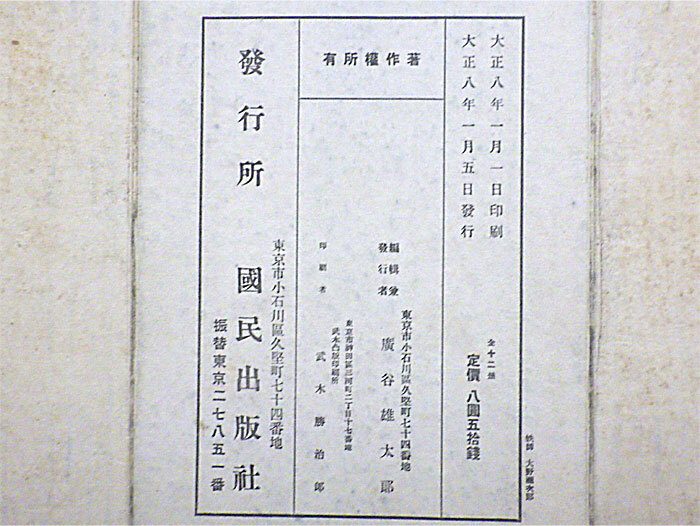 大正八年一月一日印刷
大正八年一月五日發行
全十二册
定價八圓五拾錢
著作權所有
編輯兼
發行者
東京市小石川區久堅町七十四番地
廣谷雄太郎
印刷者
東京市神田區三河町二丁目十七番地
武木凸版印刷所
武木勝治郎
東京市小石川區久堅町七十四番地
發行所 國民出版社
振替東京二七八五一番